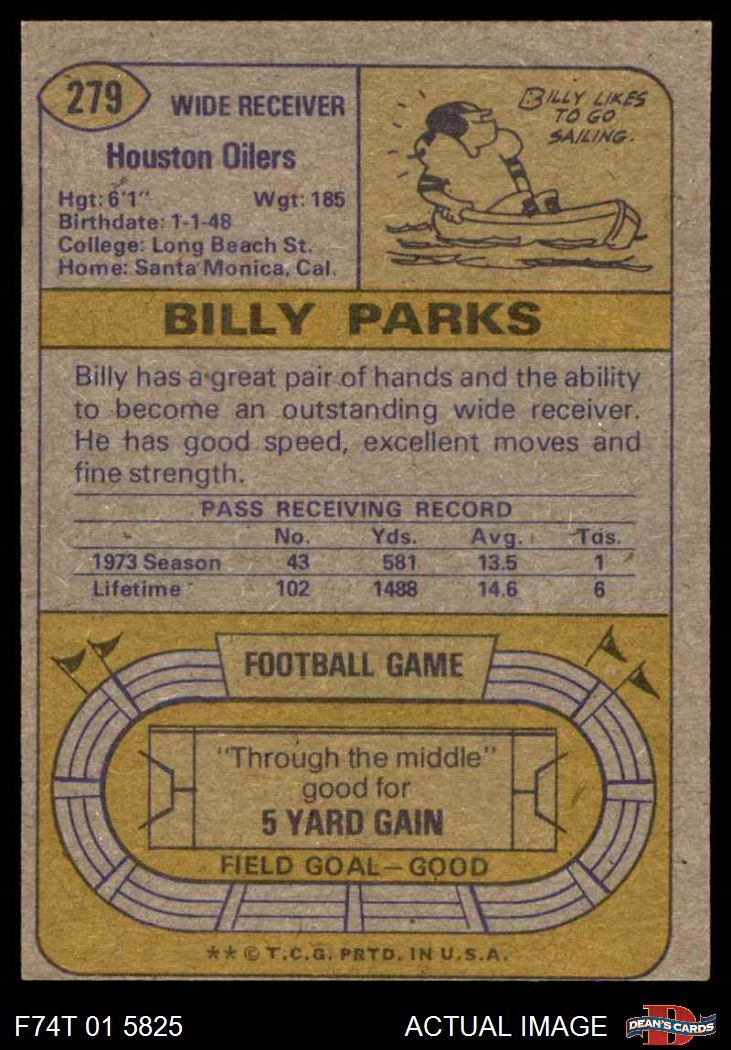 279
WIDE RECEIVER
Houston Oilers
Hgt: 6'1" Wgt: 185
Birthdate: 1-1-48
College: Long Beach St.
Home: Santa Monica, Cal.
BILLY LIKES
TO GO
SAILING.
BILLY PARKS
Billy has a great pair of hands and the ability
to become an outstanding wide receiver.
He has good speed, excellent moves and
fine strength.
PASS RECEIVING RECORD
No. Yds. Avg. Tds.
1973 Season 43 581 13.5 1
Lifetime 102 1488 14.6 6
FOOTBALL GAME
"Through the middle"
good for
5 YARD GAIN
FIELD GOAL—GOOD
** © T.C.G. PRTD. IN U.S.A.
F74T 01 5825 ACTUAL IMAGE
D
DEAN'S CARDS